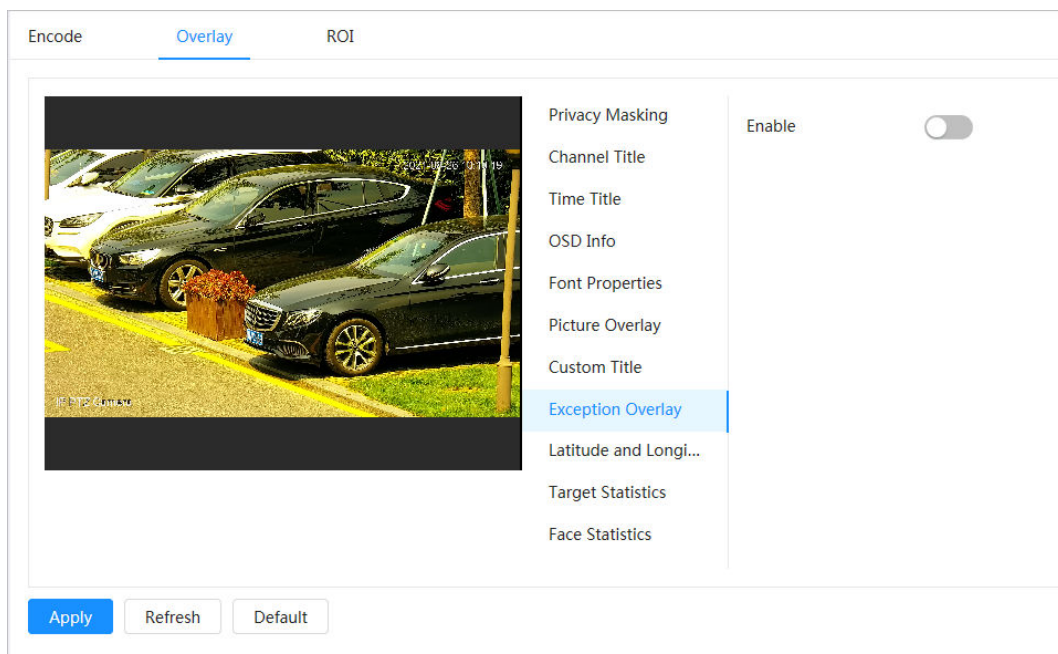 Encode Overlay ROI
Privacy Masking
Enable
Channel Title
Time Title
OSD Info
Font Properties
Picture Overlay
Custom Title
Exception Overlay
Latitude and Longi...
Target Statistics
Face Statistics
Apply Refresh Default